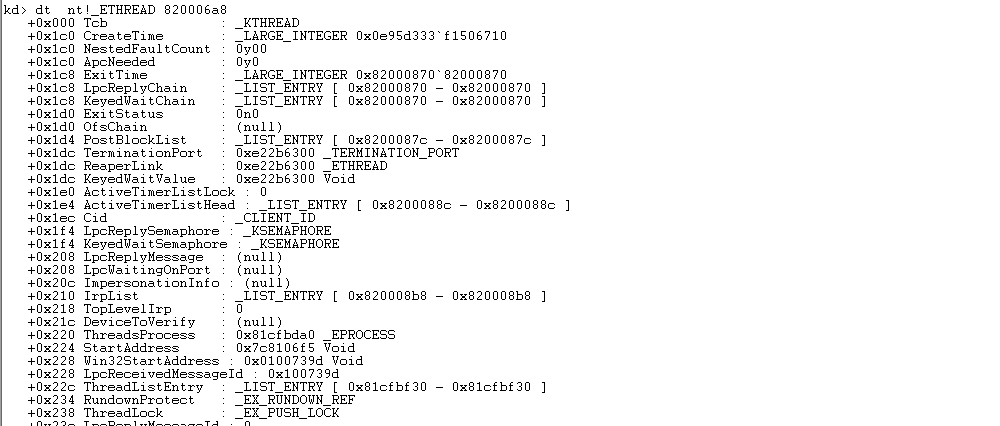 kd> dt  nt!_ETHREAD 820006a8
+0x000 Tcb              : _KTHREAD
+0x1c0 CreateTime       : _LARGE_INTEGER 0x0e95d333`f1506710
+0x1c0 NestedFaultCount : 0y00
+0x1c0 ApcNeeded        : 0y0
+0x1c8 ExitTime         : _LARGE_INTEGER 0x82000870`82000870
+0x1c8 LpcReplyChain    : _LIST_ENTRY [ 0x82000870 - 0x82000870 ]
+0x1c8 KeyedWaitChain   : _LIST_ENTRY [ 0x82000870 - 0x82000870 ]
+0x1d0 ExitStatus       : 0n0
+0x1d0 OfsChain         : (null)
+0x1d4 PostBlockList    : _LIST_ENTRY [ 0x8200087c - 0x8200087c ]
+0x1dc TerminationPort  : 0xe22b6300 _TERMINATION_PORT
+0x1dc ReaperLink       : 0xe22b6300 _ETHREAD
+0x1dc KeyedWaitValue   : 0xe22b6300 Void
+0x1e0 ActiveTimerListLock : 0
+0x1e4 ActiveTimerListHead : _LIST_ENTRY [ 0x8200088c - 0x8200088c ]
+0x1ec Cid              : _CLIENT_ID
+0x1f4 LpcReplySemaphore : _KSEMAPHORE
+0x1f4 KeyedWaitSemaphore : _KSEMAPHORE
+0x208 LpcReplyMessage  : (null)
+0x208 LpcWaitingOnPort : (null)
+0x20c ImpersonationInfo : (null)
+0x210 IrpList          : _LIST_ENTRY [ 0x820008b8 - 0x820008b8 ]
+0x218 TopLevelIrp      : 0
+0x21c DeviceToVerify   : (null)
+0x220 ThreadsProcess   : 0x81cfbda0 _EPROCESS
+0x224 StartAddress     : 0x7c8106f5 Void
+0x228 Win32StartAddress : 0x0100739d Void
+0x228 LpcReceivedMessageId : 0x100739d
+0x22c ThreadListEntry  : _LIST_ENTRY [ 0x81cfbf30 - 0x81cfbf30 ]
+0x234 RundownProtect   : _EX_RUNDOWN_REF
+0x238 ThreadLock       : _EX_PUSH_LOCK
+0x23c LpcReplyMessageId : 0